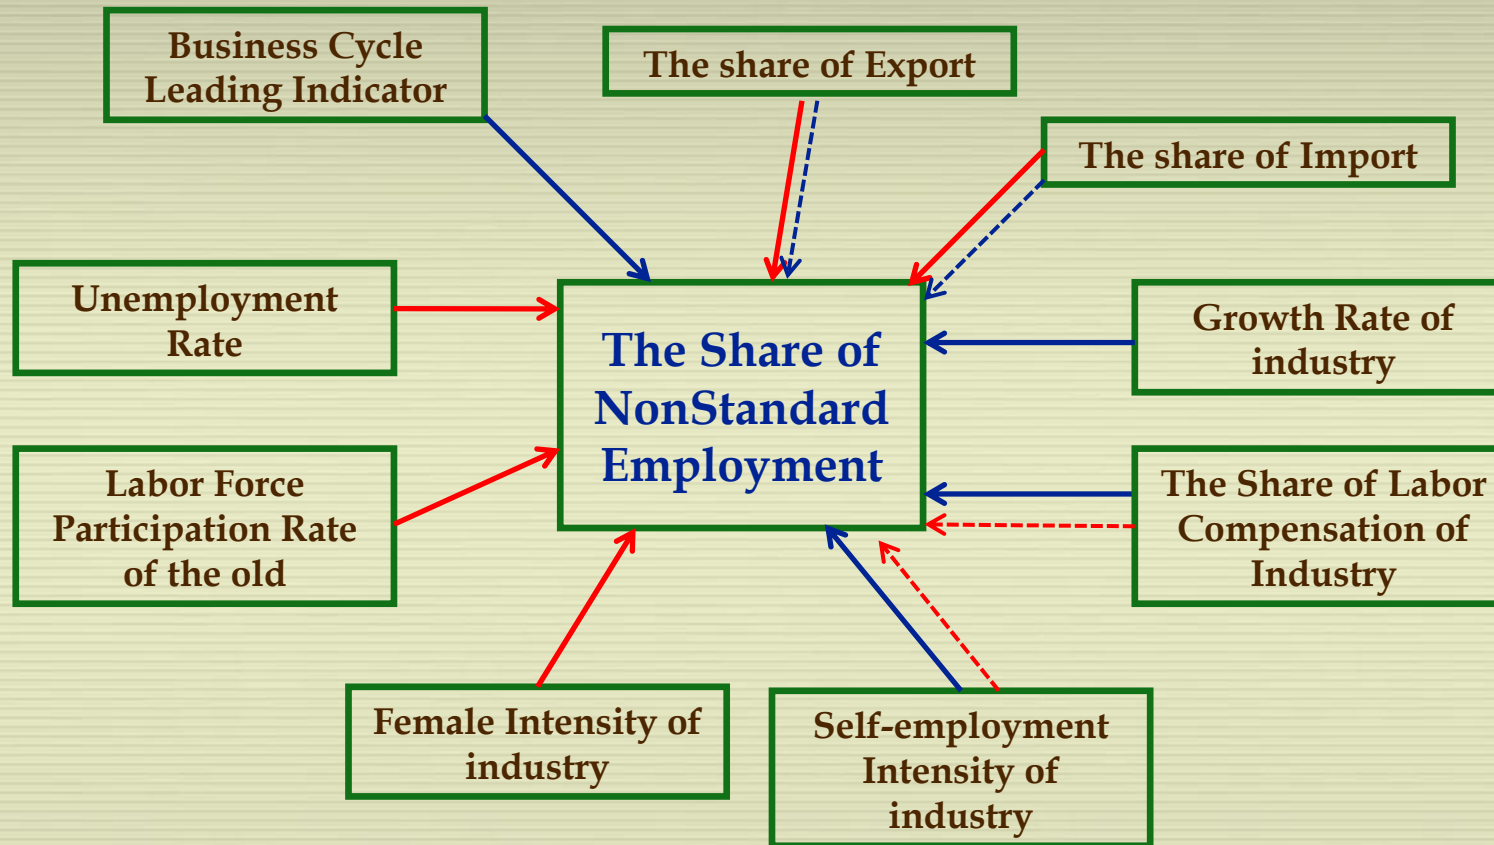 Business Cycle
Leading Indicator
The share of Export
The share of Import
Unemployment
Rate
The Share of
NonStandard
Employment
Growth Rate of
industry
Labor Force
Participation Rate
of the old
The Share of Labor
Compensation of
Industry
Female Intensity of
industry
Self-employment
Intensity of
industry